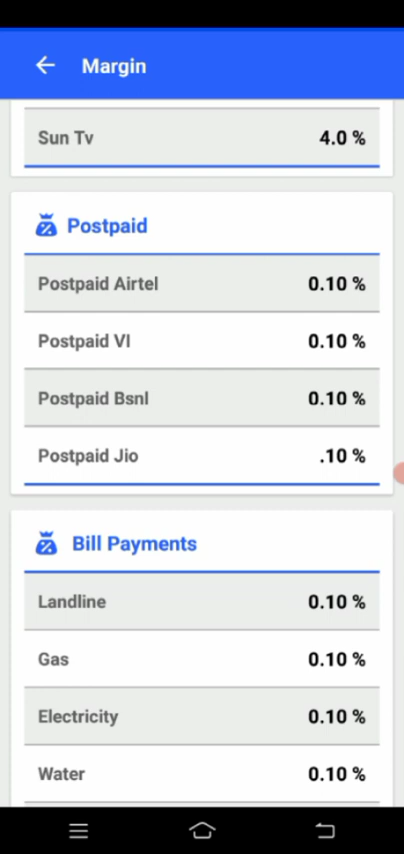 Margin
Sun Tv 4.0 %
Postpaid
Postpaid Airtel 0.10 %
Postpaid VI 0.10 %
Postpaid Bsnl 0.10 %
Postpaid Jio .10 %
Bill Payments
Landline 0.10 %
Gas 0.10 %
Electricity 0.10 %
Water 0.10 %